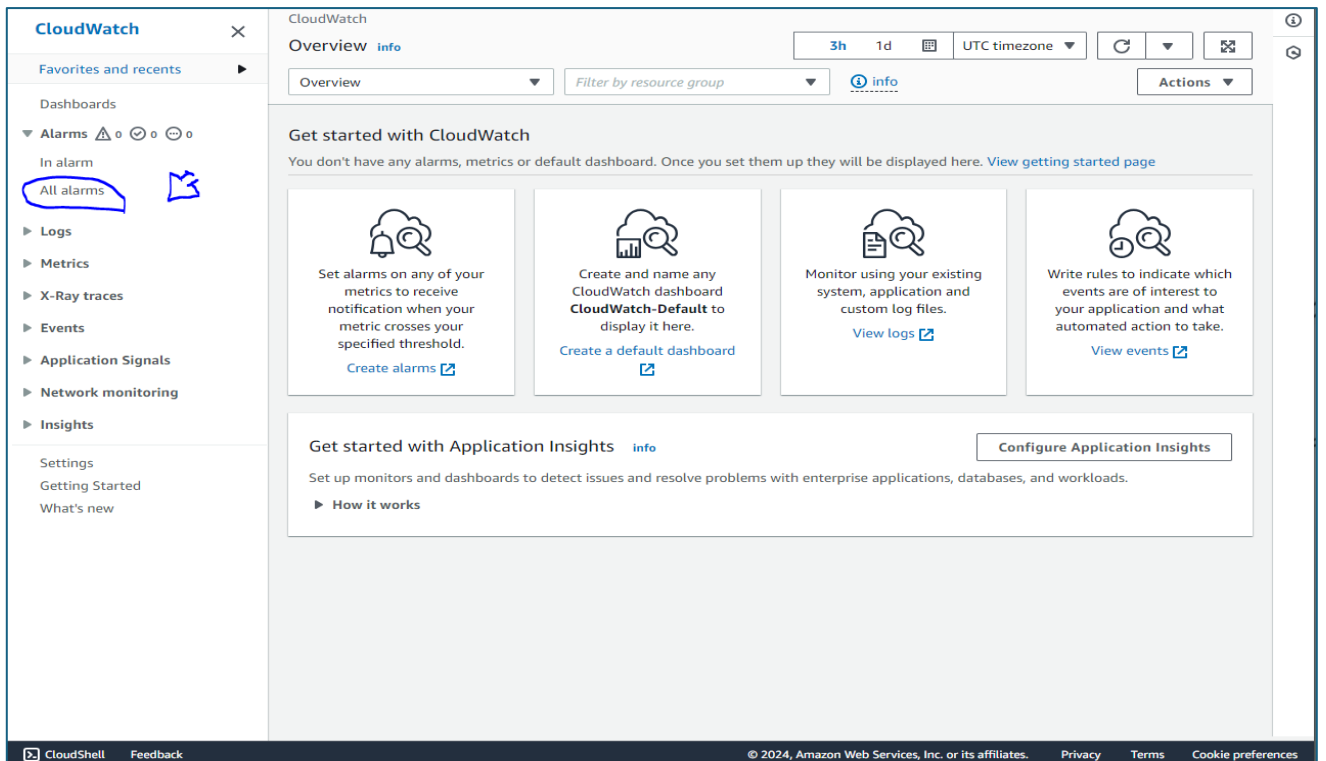 CloudWatch
Favorites and recents
Dashboards
Alarms 0 0 0
In alarm
All alarms
Logs
Metrics
X-Ray traces
Events
Application Signals
Network monitoring
Insights
Settings
Getting Started
What's new
CloudWatch
Overview info
3h 1d UTC timezone
Overview Filter by resource group info Actions
Get started with CloudWatch
You don't have any alarms, metrics or default dashboard. Once you set them up they will be displayed here. View getting started page
Set alarms on any of your
metrics to receive
notification when your
metric crosses your
specified threshold.
Create alarms
Create and name any
CloudWatch dashboard
CloudWatch-Default to
display it here.
Create a default dashboard
Monitor using your existing
system, application and
custom log files.
View logs
Write rules to indicate which
events are of interest to
your application and what
automated action to take.
View events
Get started with Application Insights info
Configure Application Insights
Set up monitors and dashboards to detect issues and resolve problems with enterprise applications, databases, and workloads.
How it works
CloudShell Feedback © 2024, Amazon Web Services, Inc. or its affiliates. Privacy Terms Cookie preferences